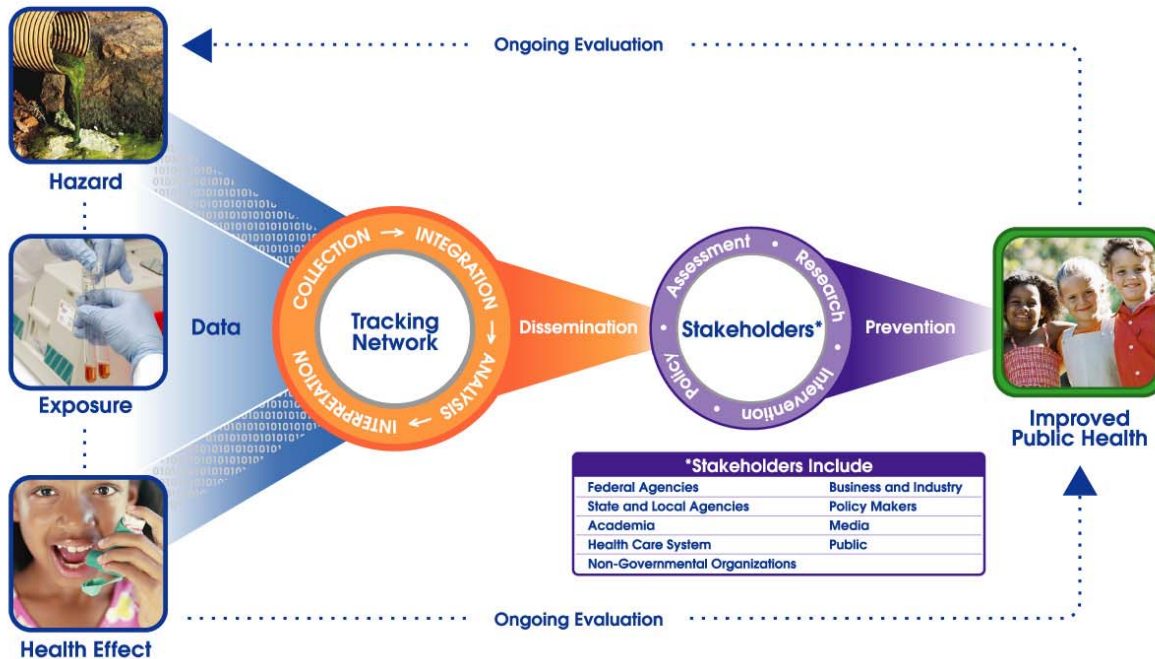 Ongoing Evaluation
Hazard
Exposure
Health Effect
Data
COLLECTION → INTEGRATION → ANALYSIS → INTERPRETATION
Tracking
Network
Dissemination
Assessment • Research • Intervention • Policy •
Stakeholders*
Prevention
Improved
Public Health
*Stakeholders Include
Federal Agencies
Business and Industry
State and Local Agencies
Policy Makers
Academia
Media
Health Care System
Public
Non-Governmental Organizations
Ongoing Evaluation